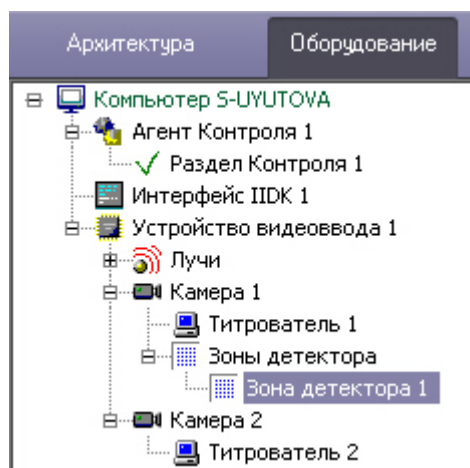 Архитектура Оборудование
Компьютер S-UYUTOVA
Агент Контроля 1
Раздел Контроля 1
Интерфейс IIDK 1
Устройство видеоввода 1
Лучи
Камера 1
Титрователь 1
Зоны детектора
Зона детектора 1
Камера 2
Титрователь 2